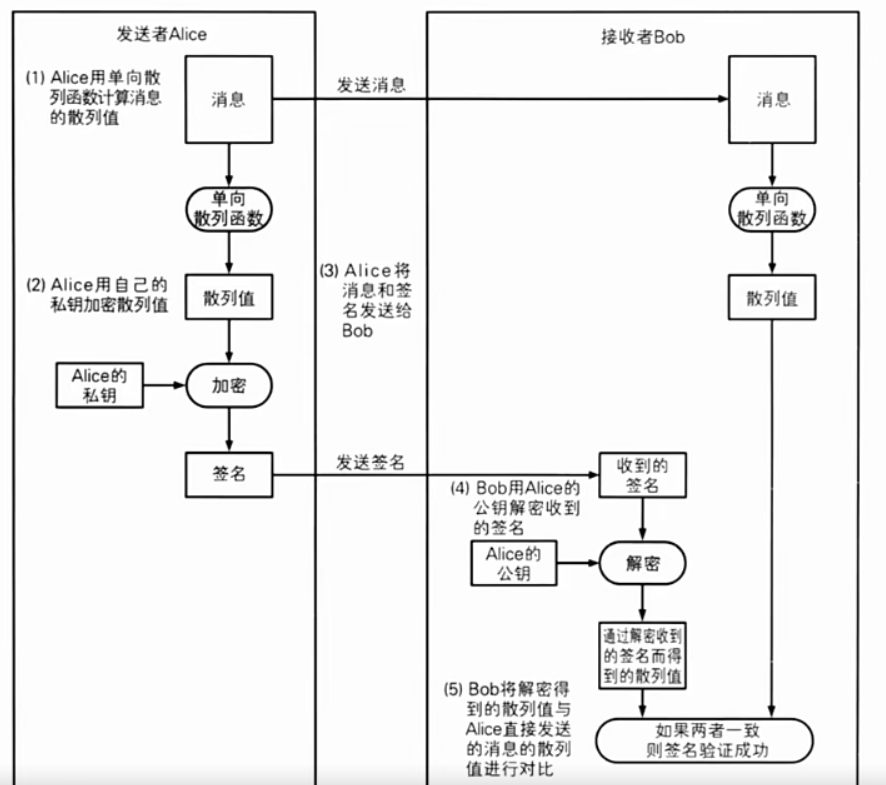 发送者Alice
接收者Bob
(1) Alice用单向散
列函数计算消息
的散列值
消息
发送消息
消息
单向
散列函数
单向
散列函数
(2) Alice用自己的
私钥加密散列值
散列值
(3) Alice将
消息和签
名发送给
Bob
散列值
Alice的
私钥
加密
签名
发送签名
收到的
签名
(4) Bob用Alice的
公钥解密收到
的签名
Alice的
公钥
解密
通过解密收到
的签名而得
到的散列值
(5) Bob将解密得
到的散列值与
Alice直接发送
的消息的散列
值进行对比
如果两者一致
则签名验证成功